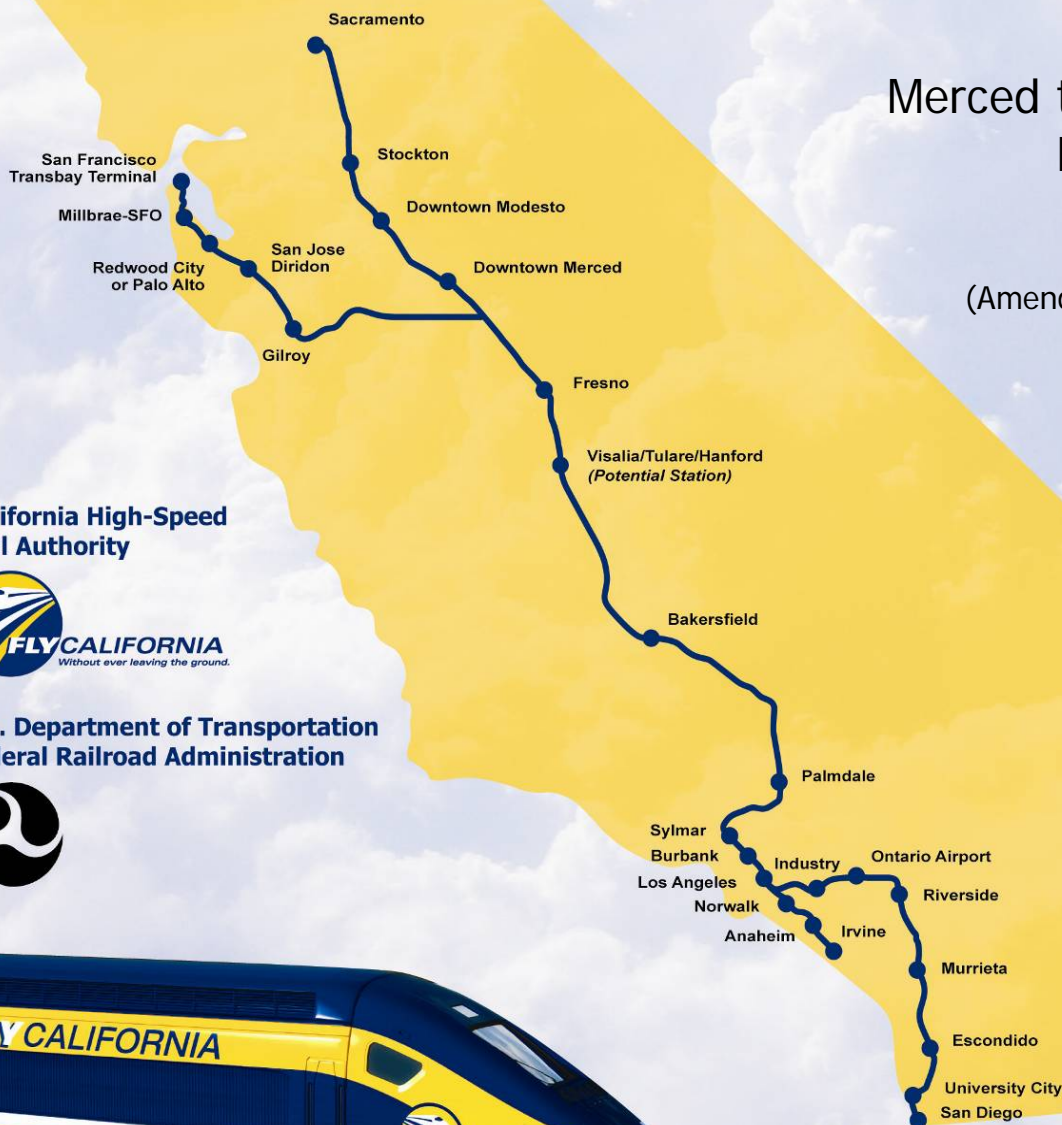 Sacramento
Merced t
San Francisco
Transbay Terminal
Stockton
Millbrae-SFO
Downtown Modesto
San Jose
Diridon
Redwood City
or Palo Alto
Downtown Merced
(Amenc
Gilroy
Fresno
Visalia/Tulare/Hanford
(Potential Station)
ifornia High-Speed
l Authority
FLYCALIFORNIA
Without ever leaving the ground.
Bakersfield
. Department of Transportation
deral Railroad Administration
Palmdale
Sylmar
Burbank
Industry
Ontario Airport
Los Angeles
Riverside
Norwalk
Anaheim
Irvine
Murrieta
Y CALIFORNIA
Escondido
University City
San Diego